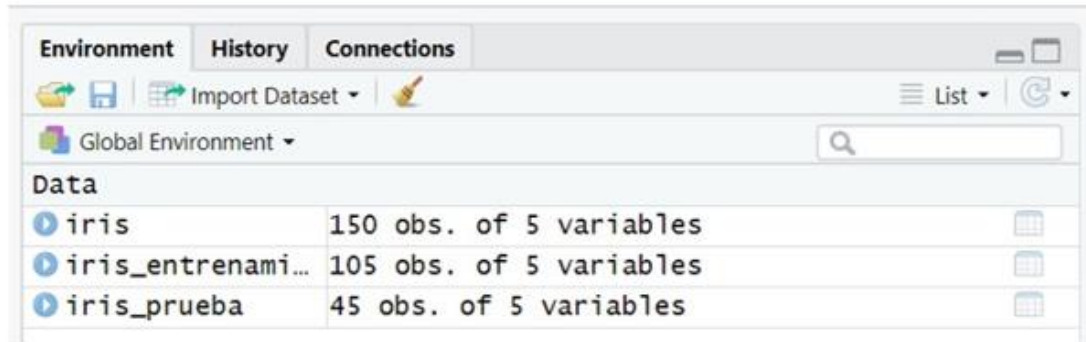 Environment History Connections
Import Dataset List
Global Environment
Data
iris 150 obs. of 5 variables
iris_entrenami… 105 obs. of 5 variables
iris_prueba 45 obs. of 5 variables